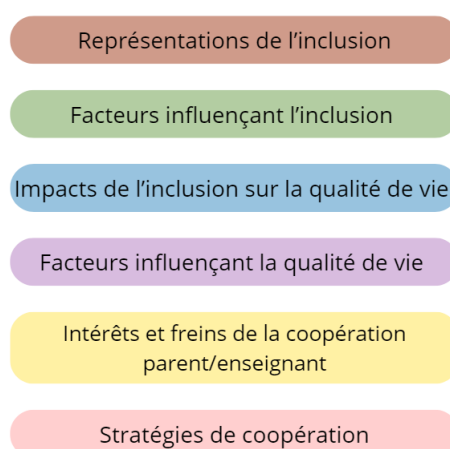 Représentations de l’inclusion
Facteurs influençant l’inclusion
Impacts de l’inclusion sur la qualité de vie
Facteurs influençant la qualité de vie
Intérêts et freins de la coopération
parent/enseignant
Stratégies de coopération